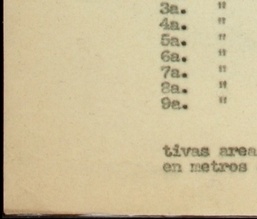 3a. "
4a. "
5a. "
6a. "
7a. "
8a. "
9a. "
tivas area
en metros